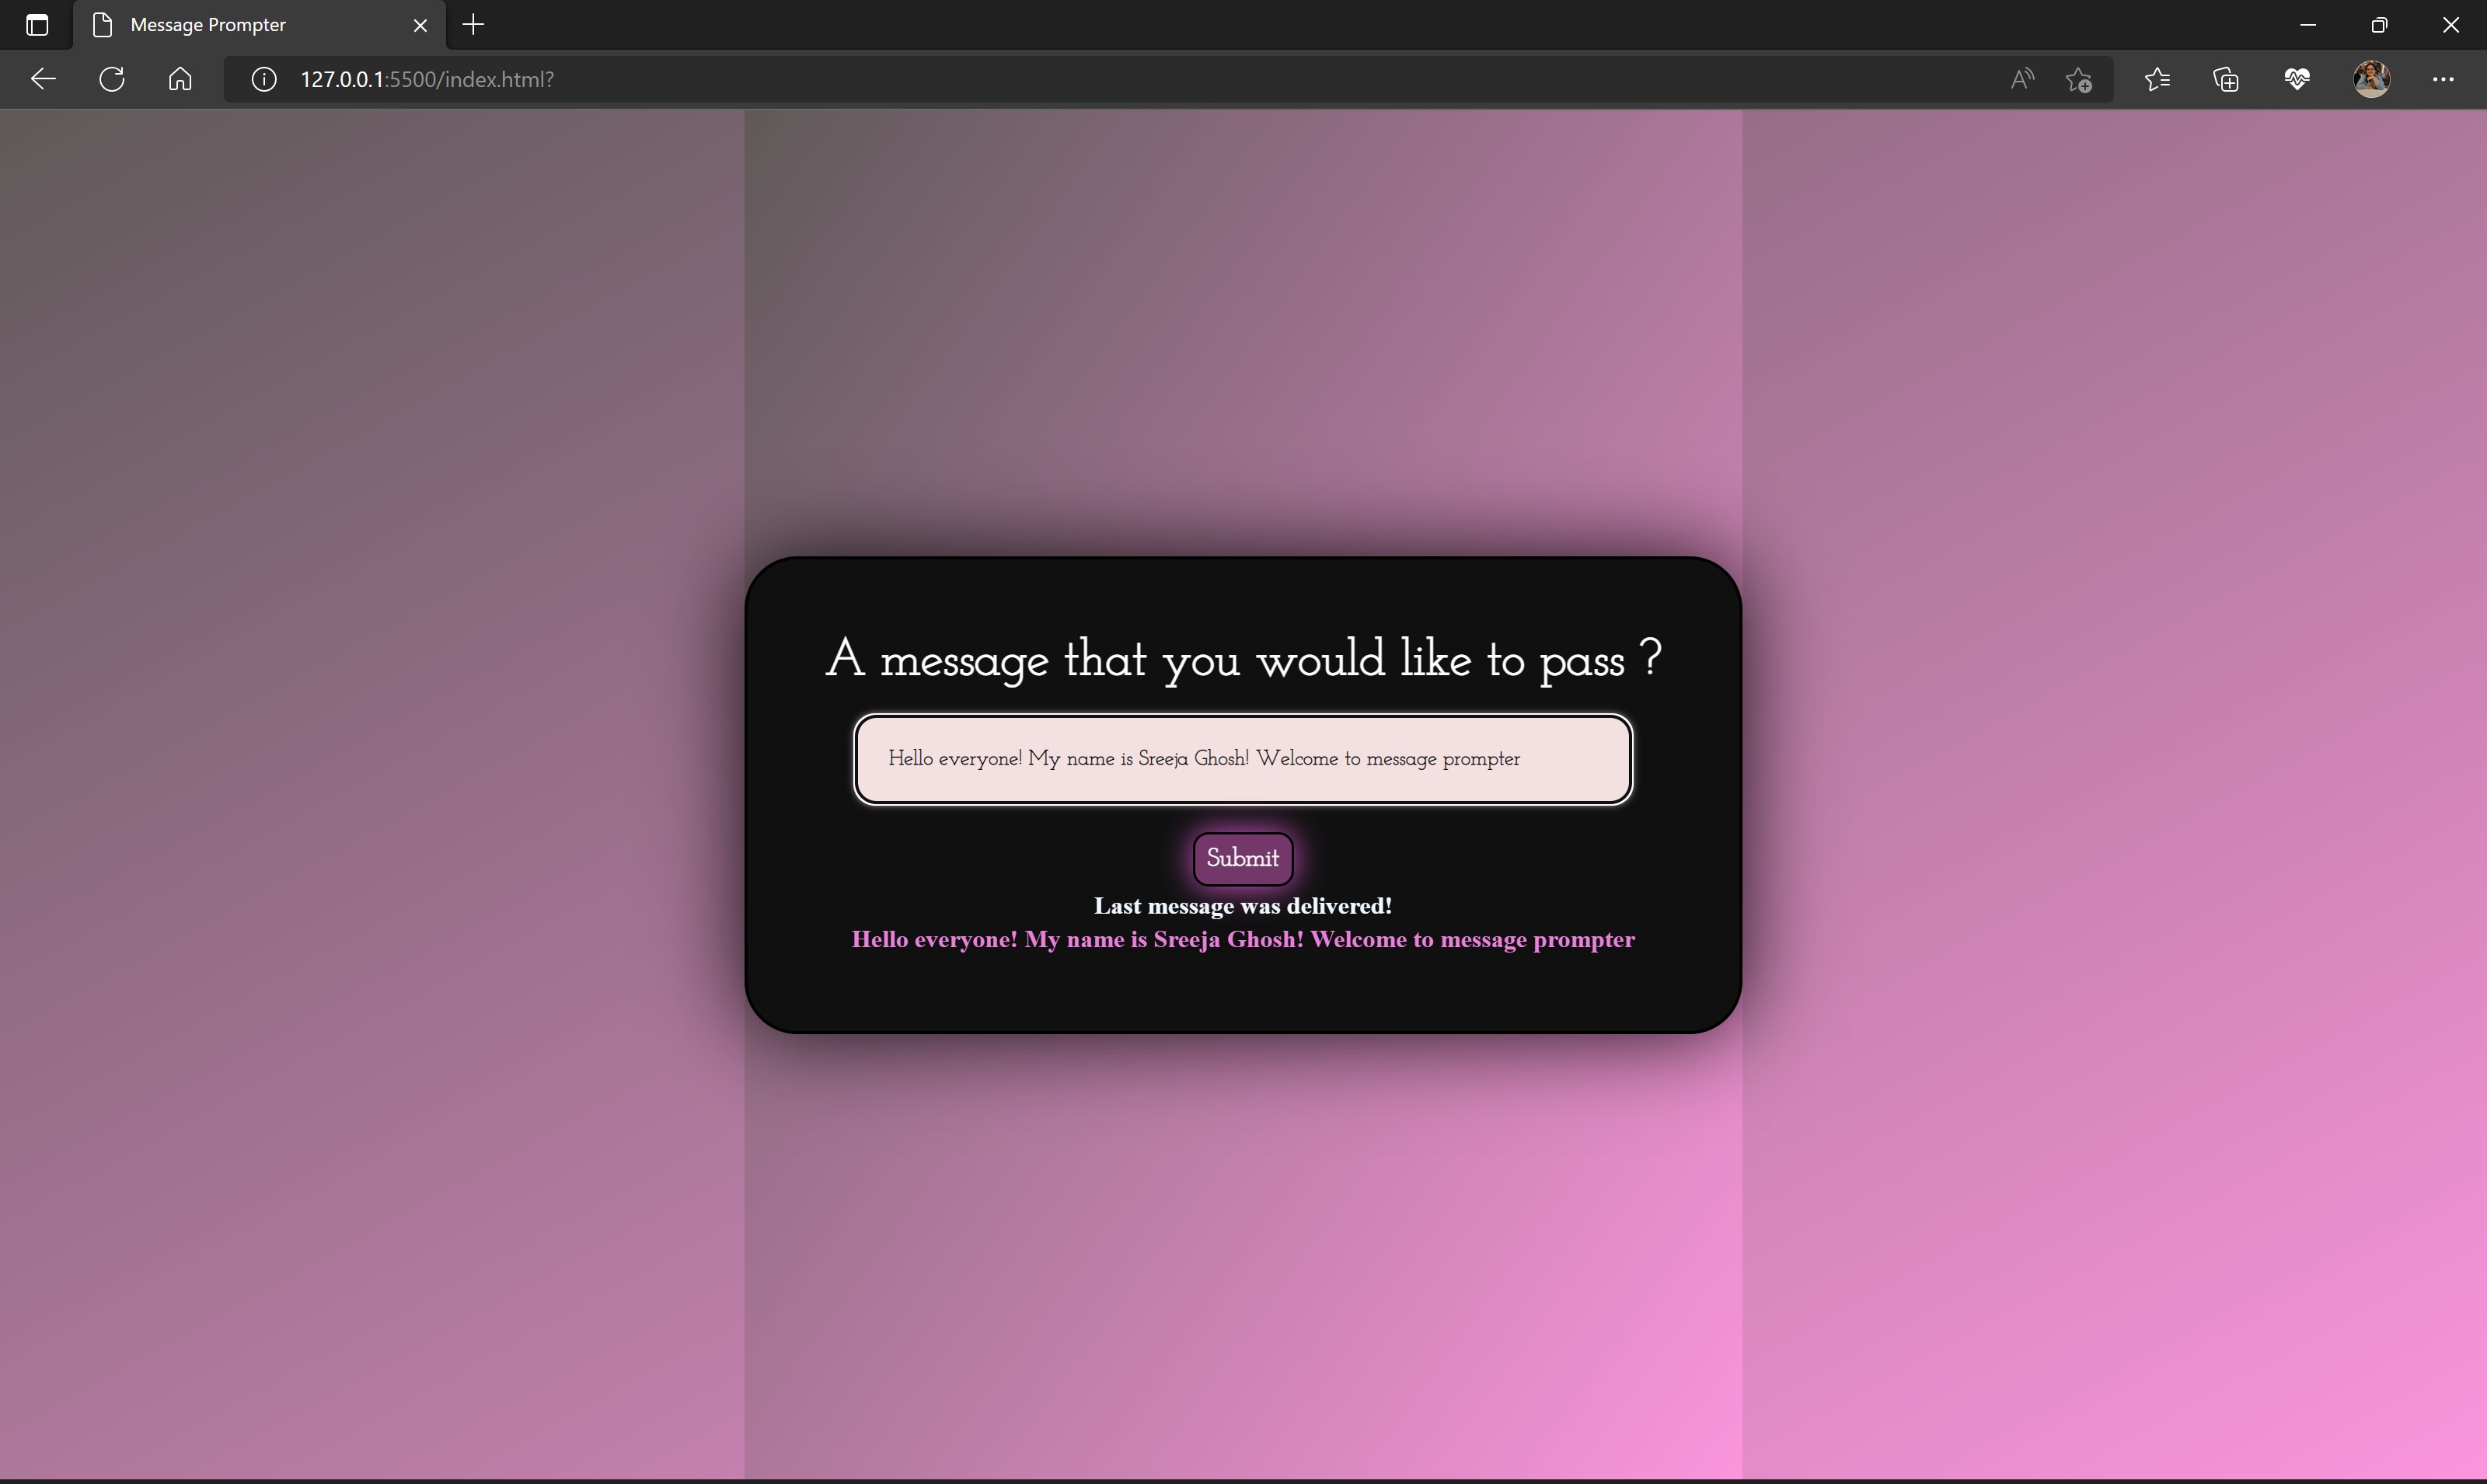 Message Prompter
127.0.0.1:5500/index.html?
A message that you would like to pass ?
Hello everyone! My name is Sreeja Ghosh! Welcome to message prompter
Submit
Last message was delivered!
Hello everyone! My name is Sreeja Ghosh! Welcome to message prompter